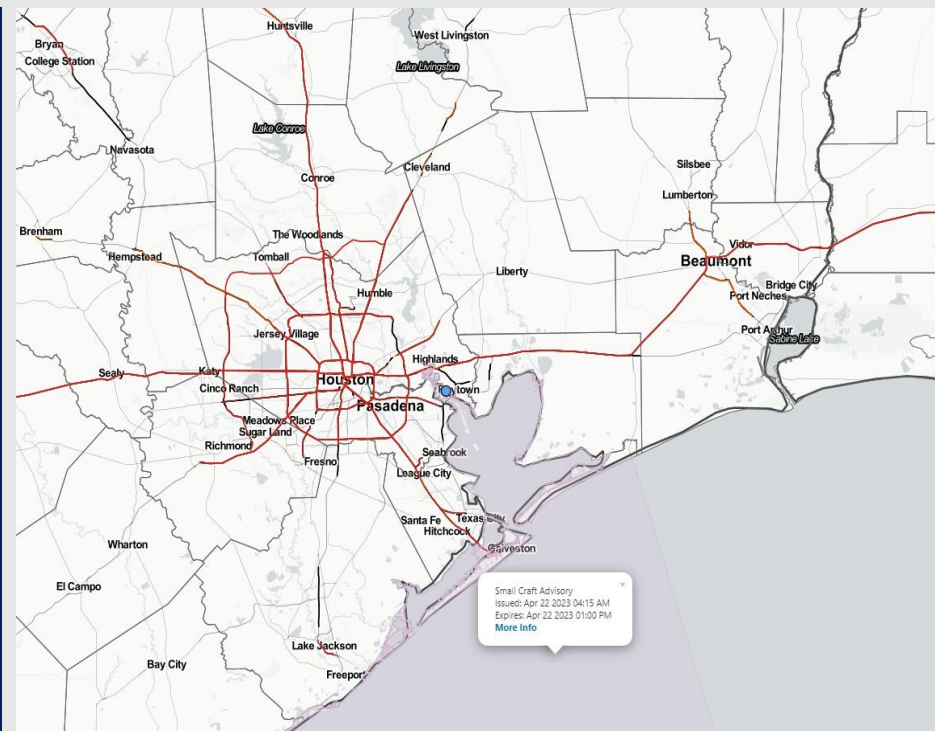 Huntsville
West Livingston
Bryan
College Station
Lake Livingston
Lake Conroe
Navasota
Cleveland
Silsbee
Conroe
Lumberton
Brenham
The Woodlands
Vidor
Hempstead
Tomball
Beaumont
Liberty
Bridge City
Humble
Port Neches
Jersey Village
Port Arthur
Sabine Lake
Highlands
Sealy
Katy
Houston
Cinco Ranch
Pasadena
Meadows Place
Sugar Land
Richmond
Seabrook
Fresno
League City
Santa Fe
Texas City
Hitchcock
Wharton
Galveston
El Campo
Small Craft Advisory
×
Issued: Apr 22 2023 04:15 AM
Expires: Apr 22 2023 01:00 PM
More Info
Lake Jackson
Bay City
Freeport